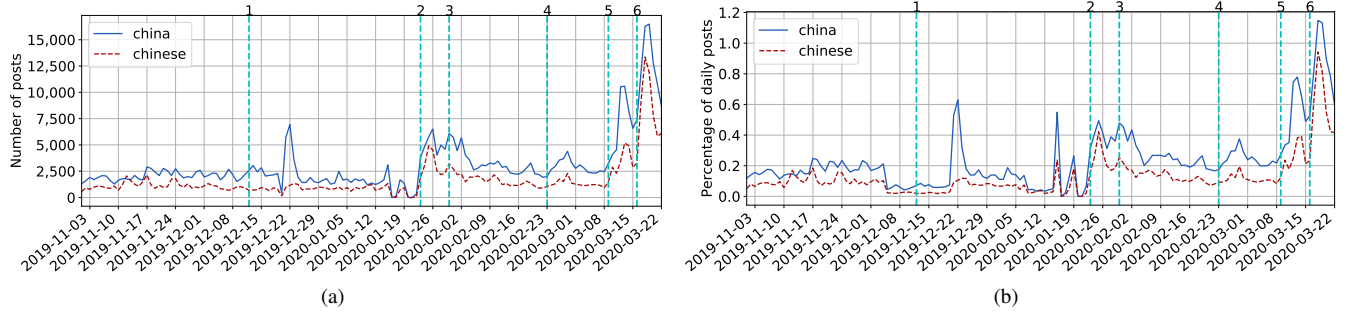 1 2 3 4 5 6
Number of posts
15,000
12,500
10,000
7,500
5,000
2,500
0
china
chinese
2019-11-03 2019-11-10 2019-11-17 2019-11-24 2019-12-01 2019-12-08 2019-12-15 2019-12-22 2019-12-29 2020-01-05 2020-01-12 2020-01-19 2020-01-26 2020-02-02 2020-02-09 2020-02-16 2020-02-23 2020-03-01 2020-03-08 2020-03-15 2020-03-22
(a)
1 2 3 4 5 6
Percentage of daily posts
1.2
1.0
0.8
0.6
0.4
0.2
0.0
china
chinese
2019-11-03 2019-11-10 2019-11-17 2019-11-24 2019-12-01 2019-12-08 2019-12-15 2019-12-22 2019-12-29 2020-01-05 2020-01-12 2020-01-19 2020-01-26 2020-02-02 2020-02-09 2020-02-16 2020-02-23 2020-03-01 2020-03-08 2020-03-15 2020-03-22
(b)